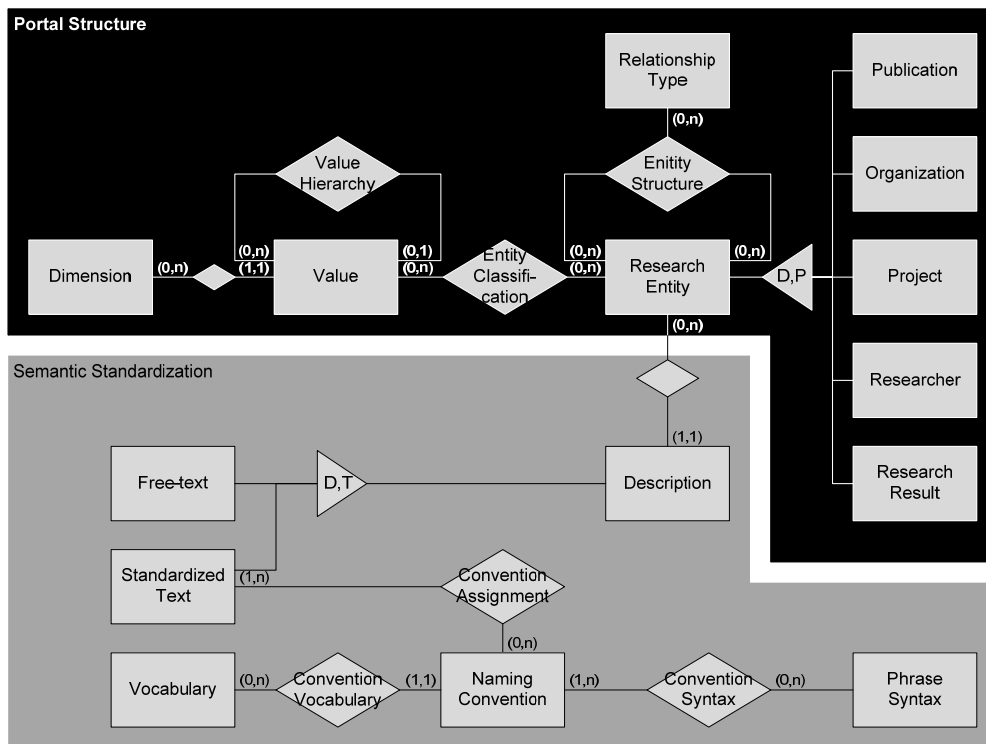 Portal Structure
Relationship
Type
Publication
(0,n)
Value
Hierarchy
Enitity
Structure
Organization
(0,n)
(0,1)
(0,n)
(0,n)
Dimension
(0,n)
(1,1)
Value
(0,n)
Entity
Classifi-
cation
(0,n)
Research
Entity
D,P
Project
(0,n)
Semantic Standardization
Researcher
(1,1)
Free-text
D,T
Description
Research
Result
Standardized
Text
(1,n)
Convention
Assignment
(0,n)
Vocabulary
(0,n)
Convention
Vocabulary
(1,1)
Naming
Convention
(1,n)
Convention
Syntax
(0,n)
Phrase
Syntax